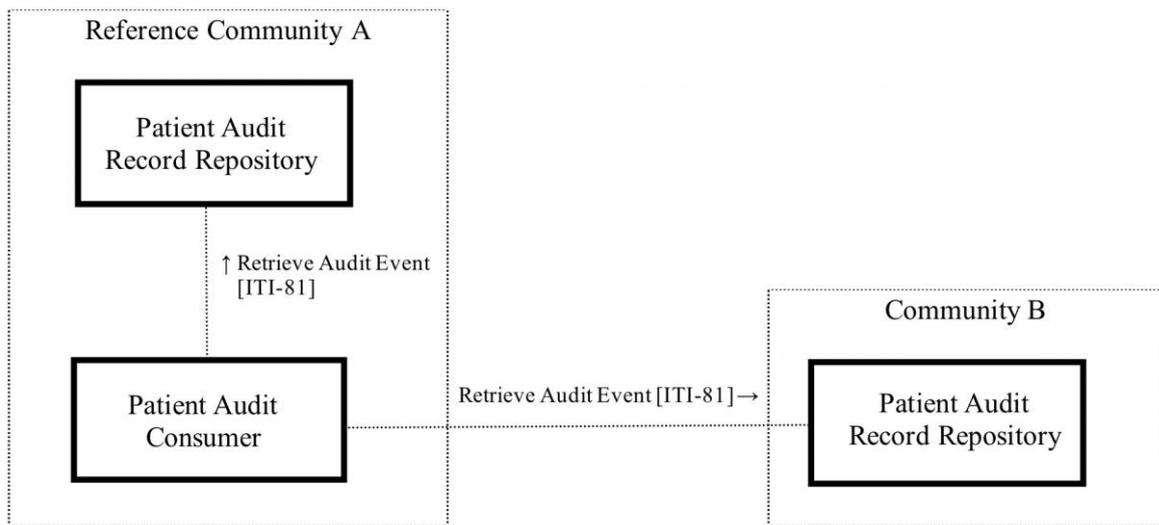 Reference Community A
Patient Audit
Record Repository
↑ Retrieve Audit Event
[ITI-81]
Patient Audit
Consumer
Retrieve Audit Event [ITI-81]→
Community B
Patient Audit
Record Repository